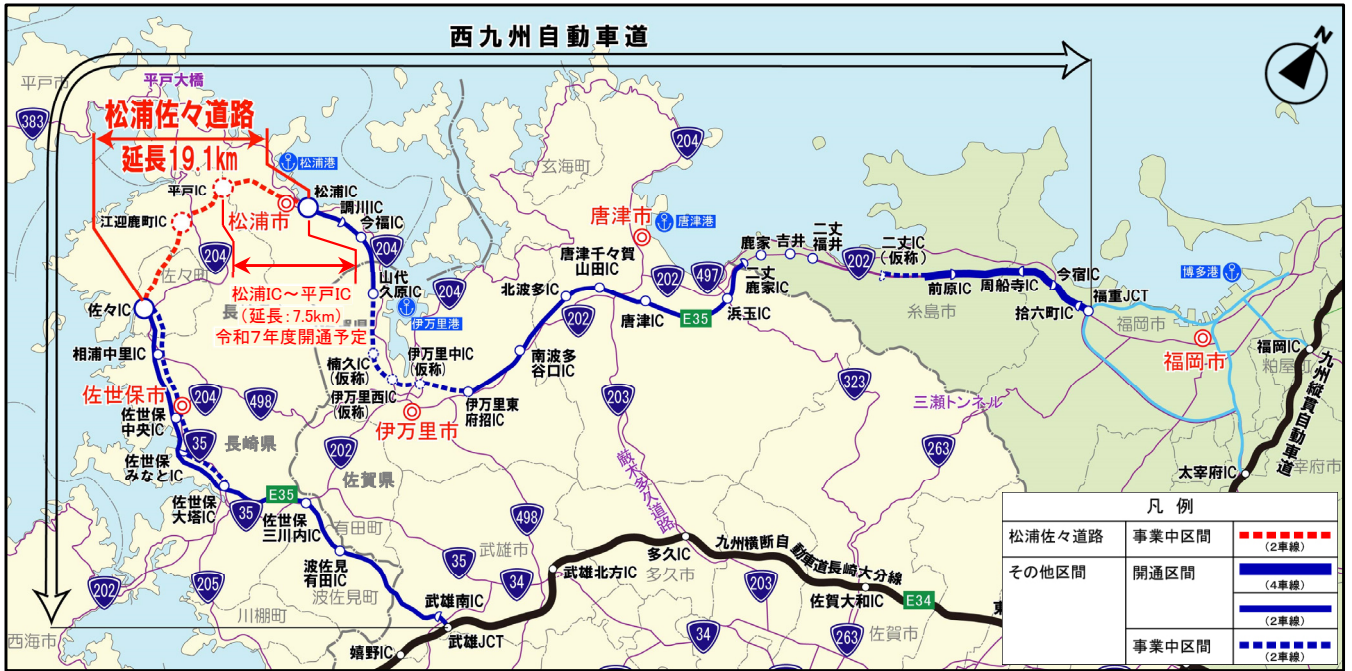 西九州自動車道
N
平戸市
平戸大橋
383
松浦佐々道路
延長19.1km
204
松浦港
平戸IC
松浦IC
調川IC
今福IC
江迎鹿町IC
松浦市
204
204
佐々町
松浦IC～平戸IC
(延長:7.5km)
令和7年度開通予定
佐々IC
山代
久原IC
204
伊万里港
楠久IC
(仮称)
伊万里中IC
(仮称)
伊万里西IC
(仮称)
伊万里市
伊万里東
府招IC
相浦中里IC
佐世保市
204
498
佐世保
中央IC
35
長崎県
佐世保
みなとIC
佐世保
大塔IC
35
E35
佐世保
三川内IC
202
佐賀県
有田町
波佐見
有田IC
波佐見町
202
205
川棚町
西海市
武雄南IC
武雄JCT
嬉野IC
35
34
武雄市
498
武雄北方IC
玄海町
204
唐津市
唐津港
唐津千々賀
山田IC
北波多IC
202
202
497
唐津IC
E35
浜玉IC
南波多
谷口IC
鹿家
吉井
二丈
福井
二丈
鹿家IC
202
二丈IC
(仮称)
前原IC
周船寺IC
今宿IC
拾六町IC
福重JCT
糸島市
博多港
福岡市
福岡市
福岡IC
粕屋町
九州縦貫自動車道
太宰府IC
太宰府市
203
323
三瀬トンネル
263
厳木多久道路
多久IC
多久市
九州横断自動車道長崎大分線
203
佐賀大和IC
E34
34
263
佐賀市
凡例
松浦佐々道路
事業中区間
(2車線)
その他区間
開通区間
(4車線)
(2車線)
事業中区間
(2車線)